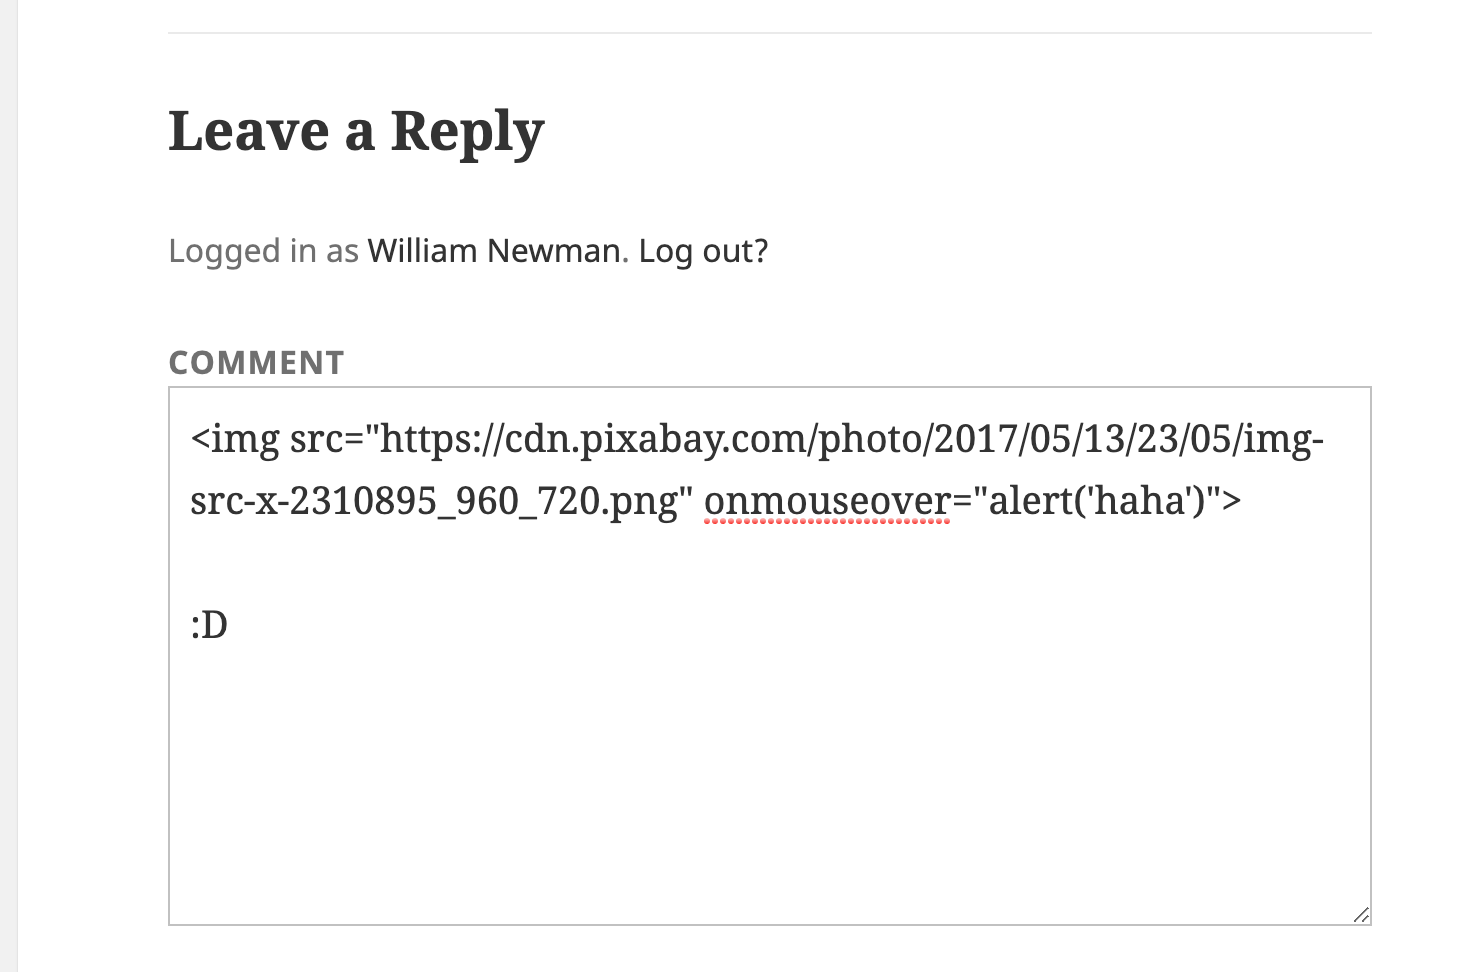 Leave a Reply
Logged in as William Newman. Log out?
COMMENT
<img src="https://cdn.pixabay.com/photo/2017/05/13/23/05/img-
src-x-2310895_960_720.png" onmouseover="alert('haha')">
:D